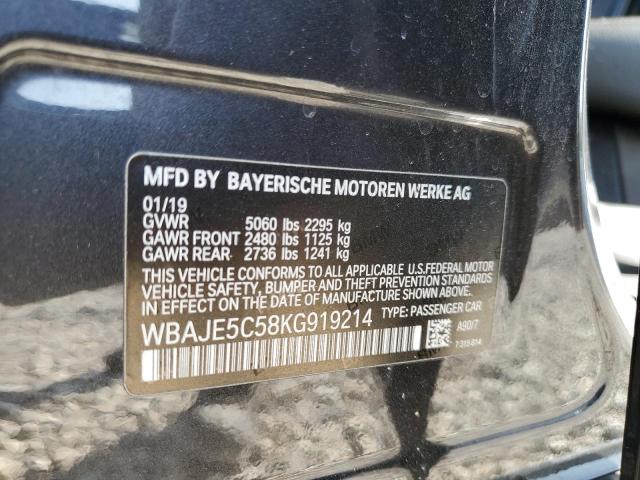 MFD BY BAYERISCHE MOTOREN WERKE AG
01/19
GVWR 5060 lbs 2295 kg
GAWR FRONT 2480 lbs 1125 kg
GAWR REAR 2736 lbs 1241 kg
THIS VEHICLE CONFORMS TO ALL APPLICABLE U.S. FEDERAL MOTOR
VEHICLE SAFETY, BUMPER AND THEFT PREVENTION STANDARDS
IN EFFECT ON THE DATE OF MANUFACTURE SHOWN ABOVE.
WBAJE5C58KG919214 TYPE: PASSENGER CAR
A90/7